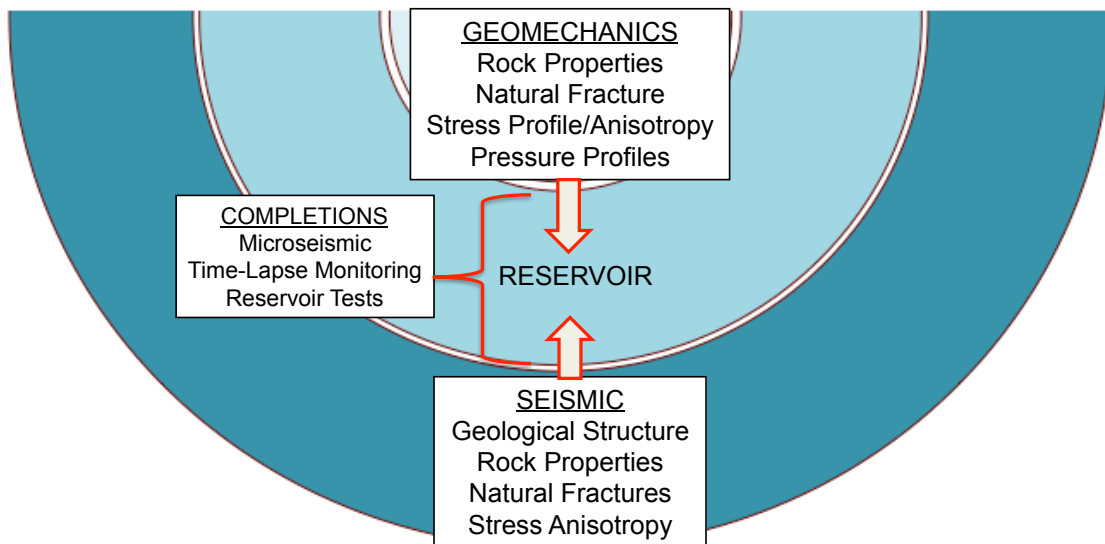 GEOMECHANICS
Rock Properties
Natural Fracture
Stress Profile/Anisotropy
Pressure Profiles
COMPLETIONS
Microseismic
Time-Lapse Monitoring
Reservoir Tests
RESERVOIR
SEISMIC
Geological Structure
Rock Properties
Natural Fractures
Stress Anisotropy